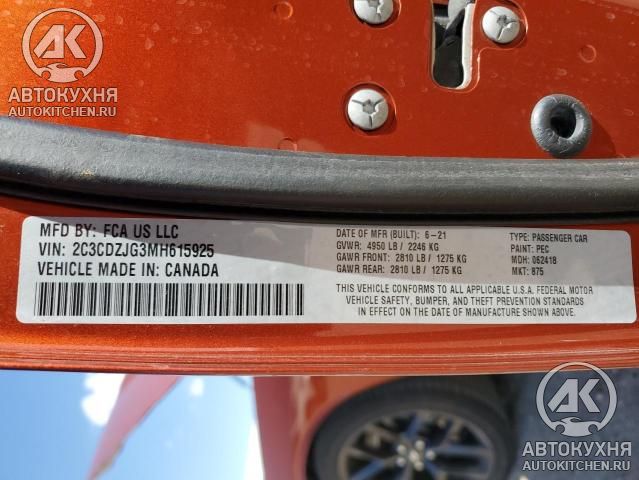 AK
АВТОКУХНЯ
AUTOKITCHEN.RU
MFD BY: FCA US LLC
VIN: 2C3CDZJG3MH615925
VEHICLE MADE IN: CANADA
DATE OF MFR (BUILT): 6-21
GVWR: 4950 LB / 2246 KG
GAWR FRONT: 2810 LB / 1275 KG
GAWR REAR: 2810 LB / 1275 KG
TYPE: PASSENGER CAR
PAINT: PEC
MDH: 062418
MKT: 875
THIS VEHICLE CONFORMS TO ALL APPLICABLE U.S.A. FEDERAL MOTOR
VEHICLE SAFETY, BUMPER, AND THEFT PREVENTION STANDARDS
IN EFFECT ON THE DATE OF MANUFACTURE SHOWN ABOVE.
AK
АВТОКУХНЯ
AUTOKITCHEN.RU